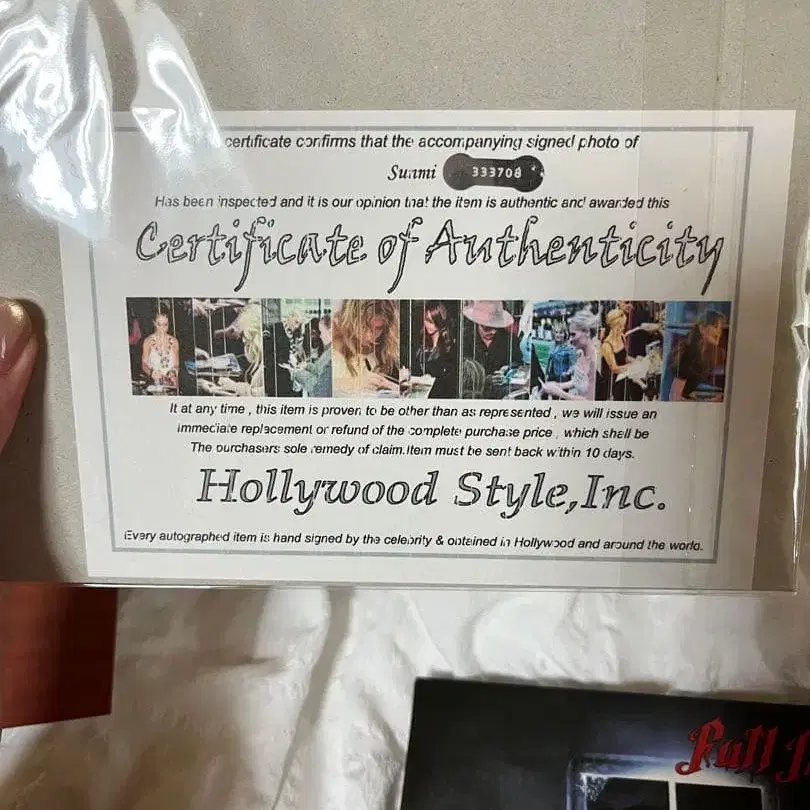 certificate confirms that the accompanying signed photo of
Sunmi 333708
Has been inspected and it is our opinion that the item is authentic and awarded this
Certificate of Authenticity
It at any time , this item is proven to be other than as represented , we will issue an
immediate replacement or refund of the complete purchase price , which shall be
The purchasers sole remedy of claim.Item must be sent back within 10 days.
Hollywood Style,Inc.
Every autographed item is hand signed by the celebrity & obtained in Hollywood and around the world.
Full